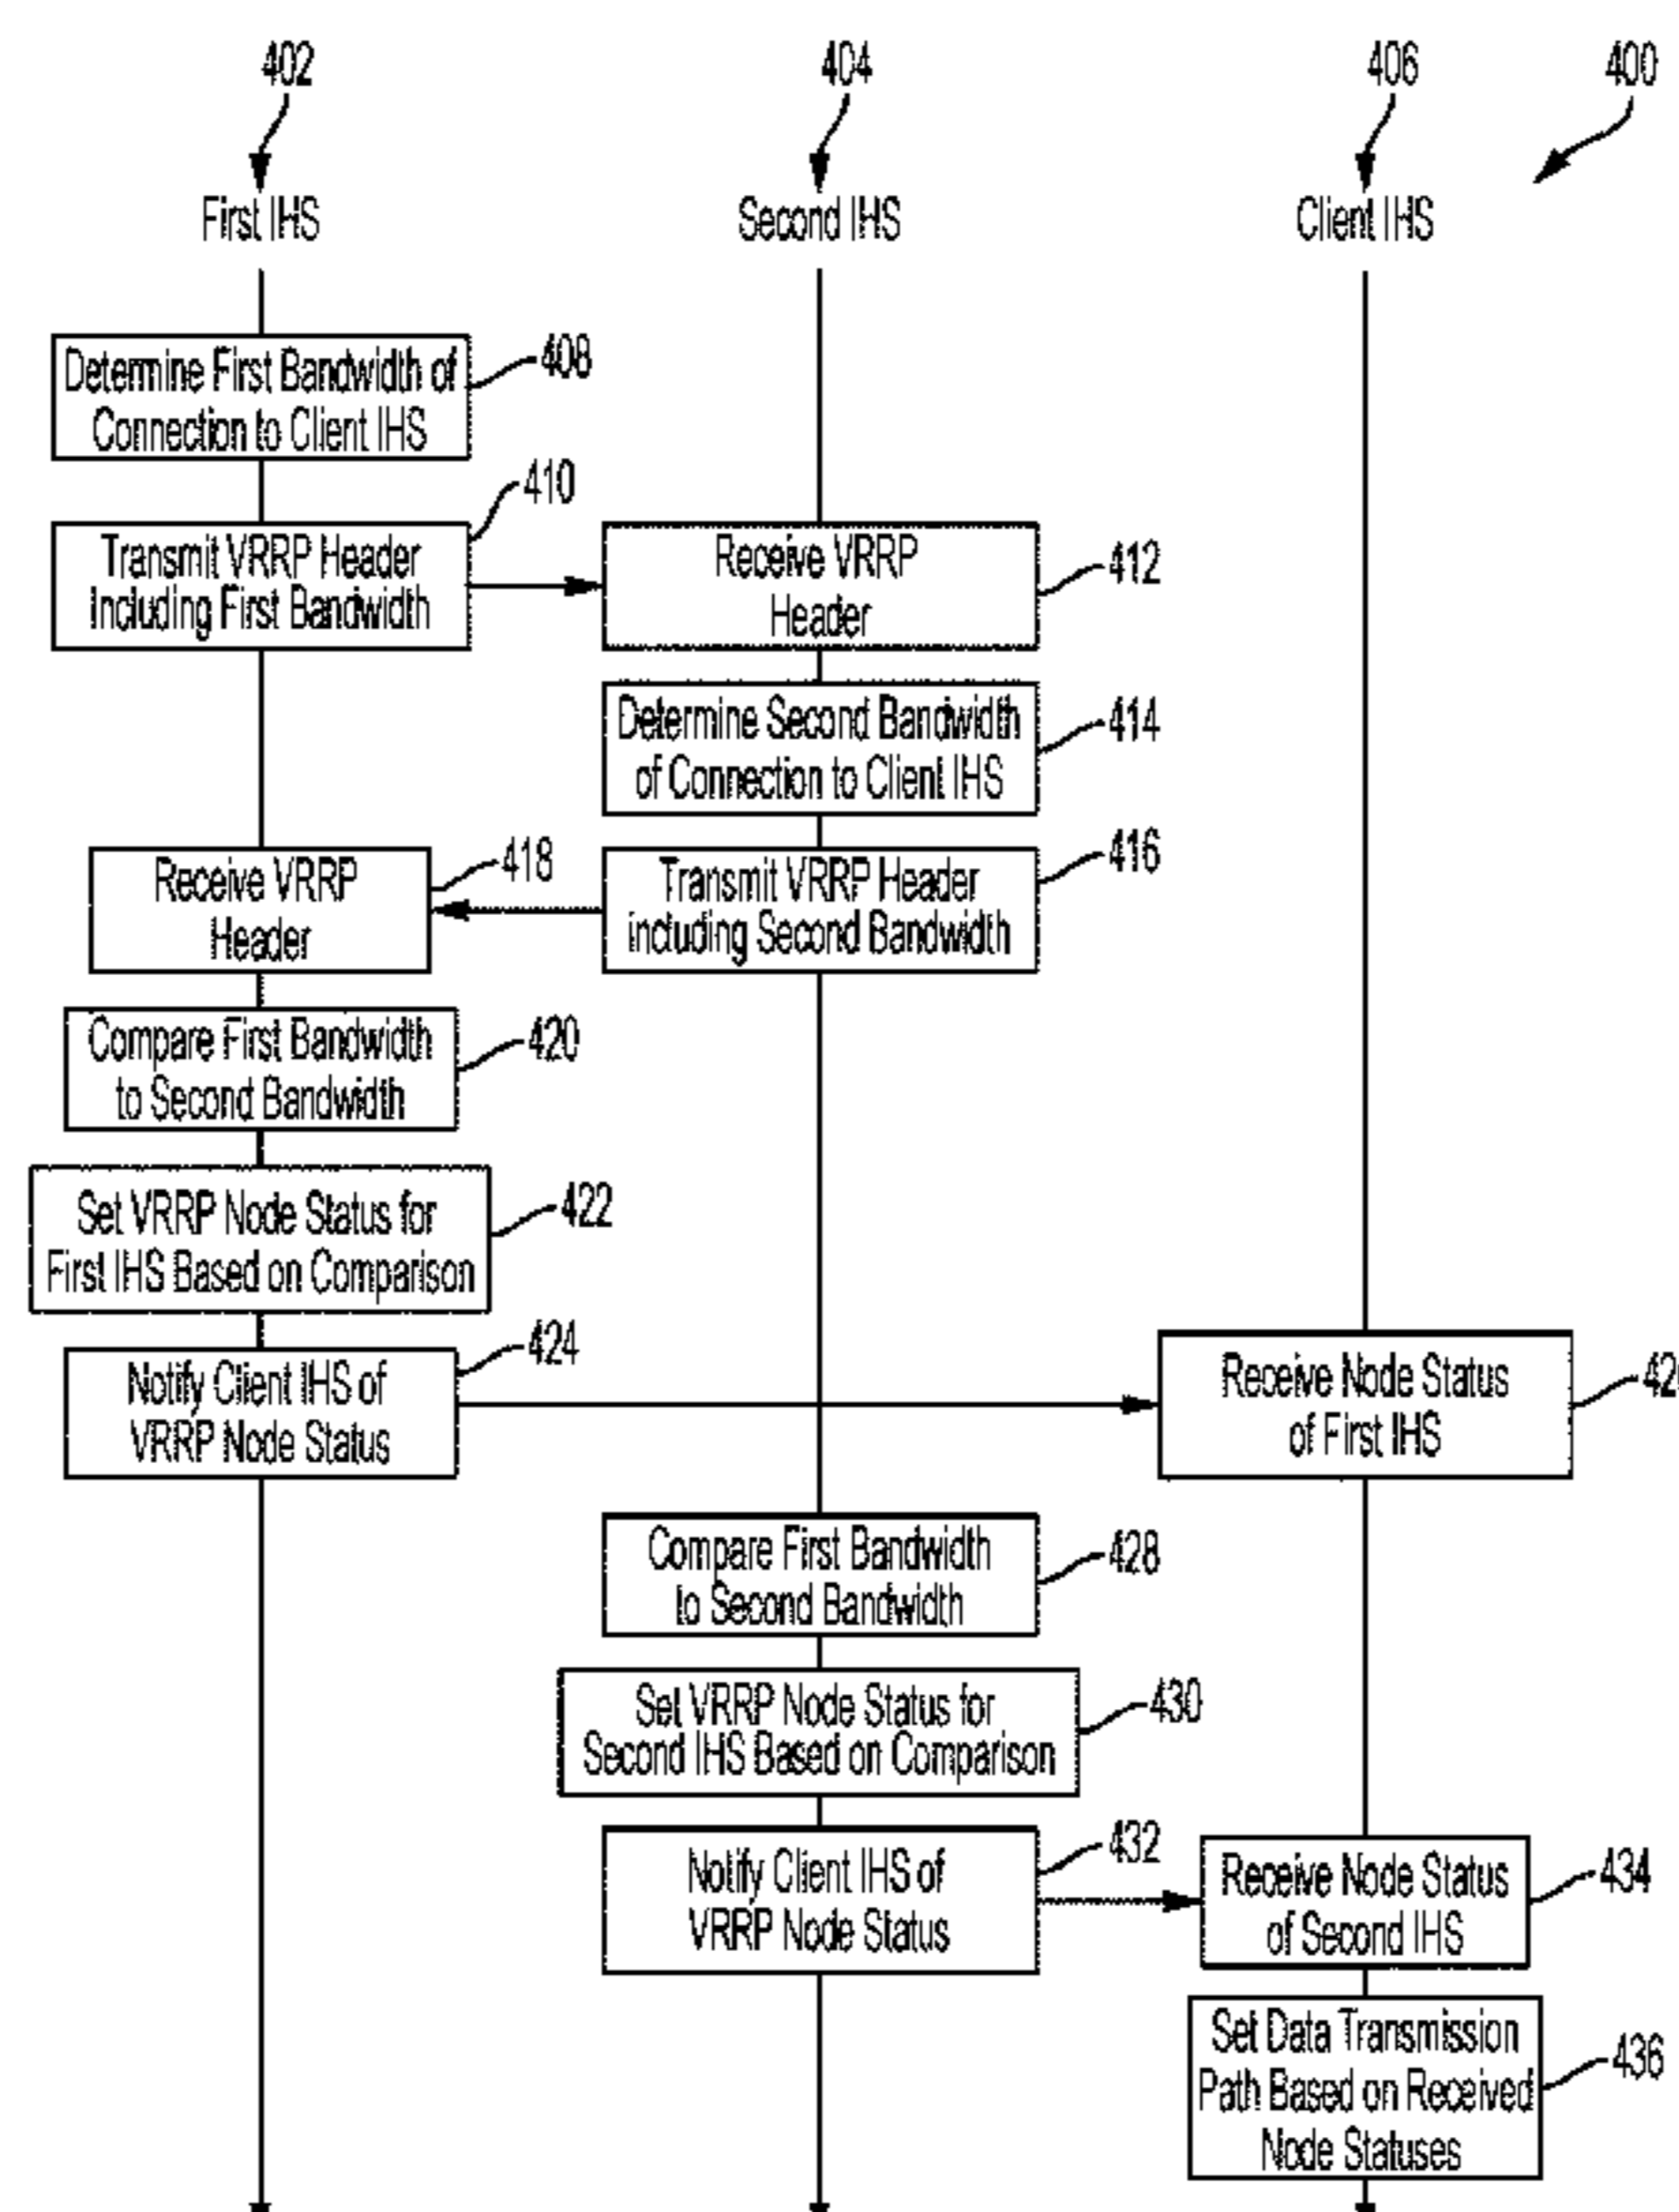 402
404
406
400
First IHS
Second IHS
Client IHS
Determine First Bandwidth of
Connection to Client IHS
408
410
Transmit VRRP Header
Including First Bandwidth
Receive VRRP
Header
412
Determine Second Bandwidth
of Connection to Client IHS
414
Receive VRRP
Header
418
Transmit VRRP Header
including Second Bandwidth
416
Compare First Bandwidth
to Second Bandwidth
420
Set VRRP Node Status for
First IHS Based on Comparison
422
Notify Client IHS of
VRRP Node Status
424
Receive Node Status
of First IHS
Compare First Bandwidth
to Second Bandwidth
428
Set VRRP Node Status for
Second IHS Based on Comparison
430
Notify Client IHS of
VRRP Node Status
432
Receive Node Status
of Second IHS
434
Set Data Transmission
Path Based on Received
Node Statuses
436